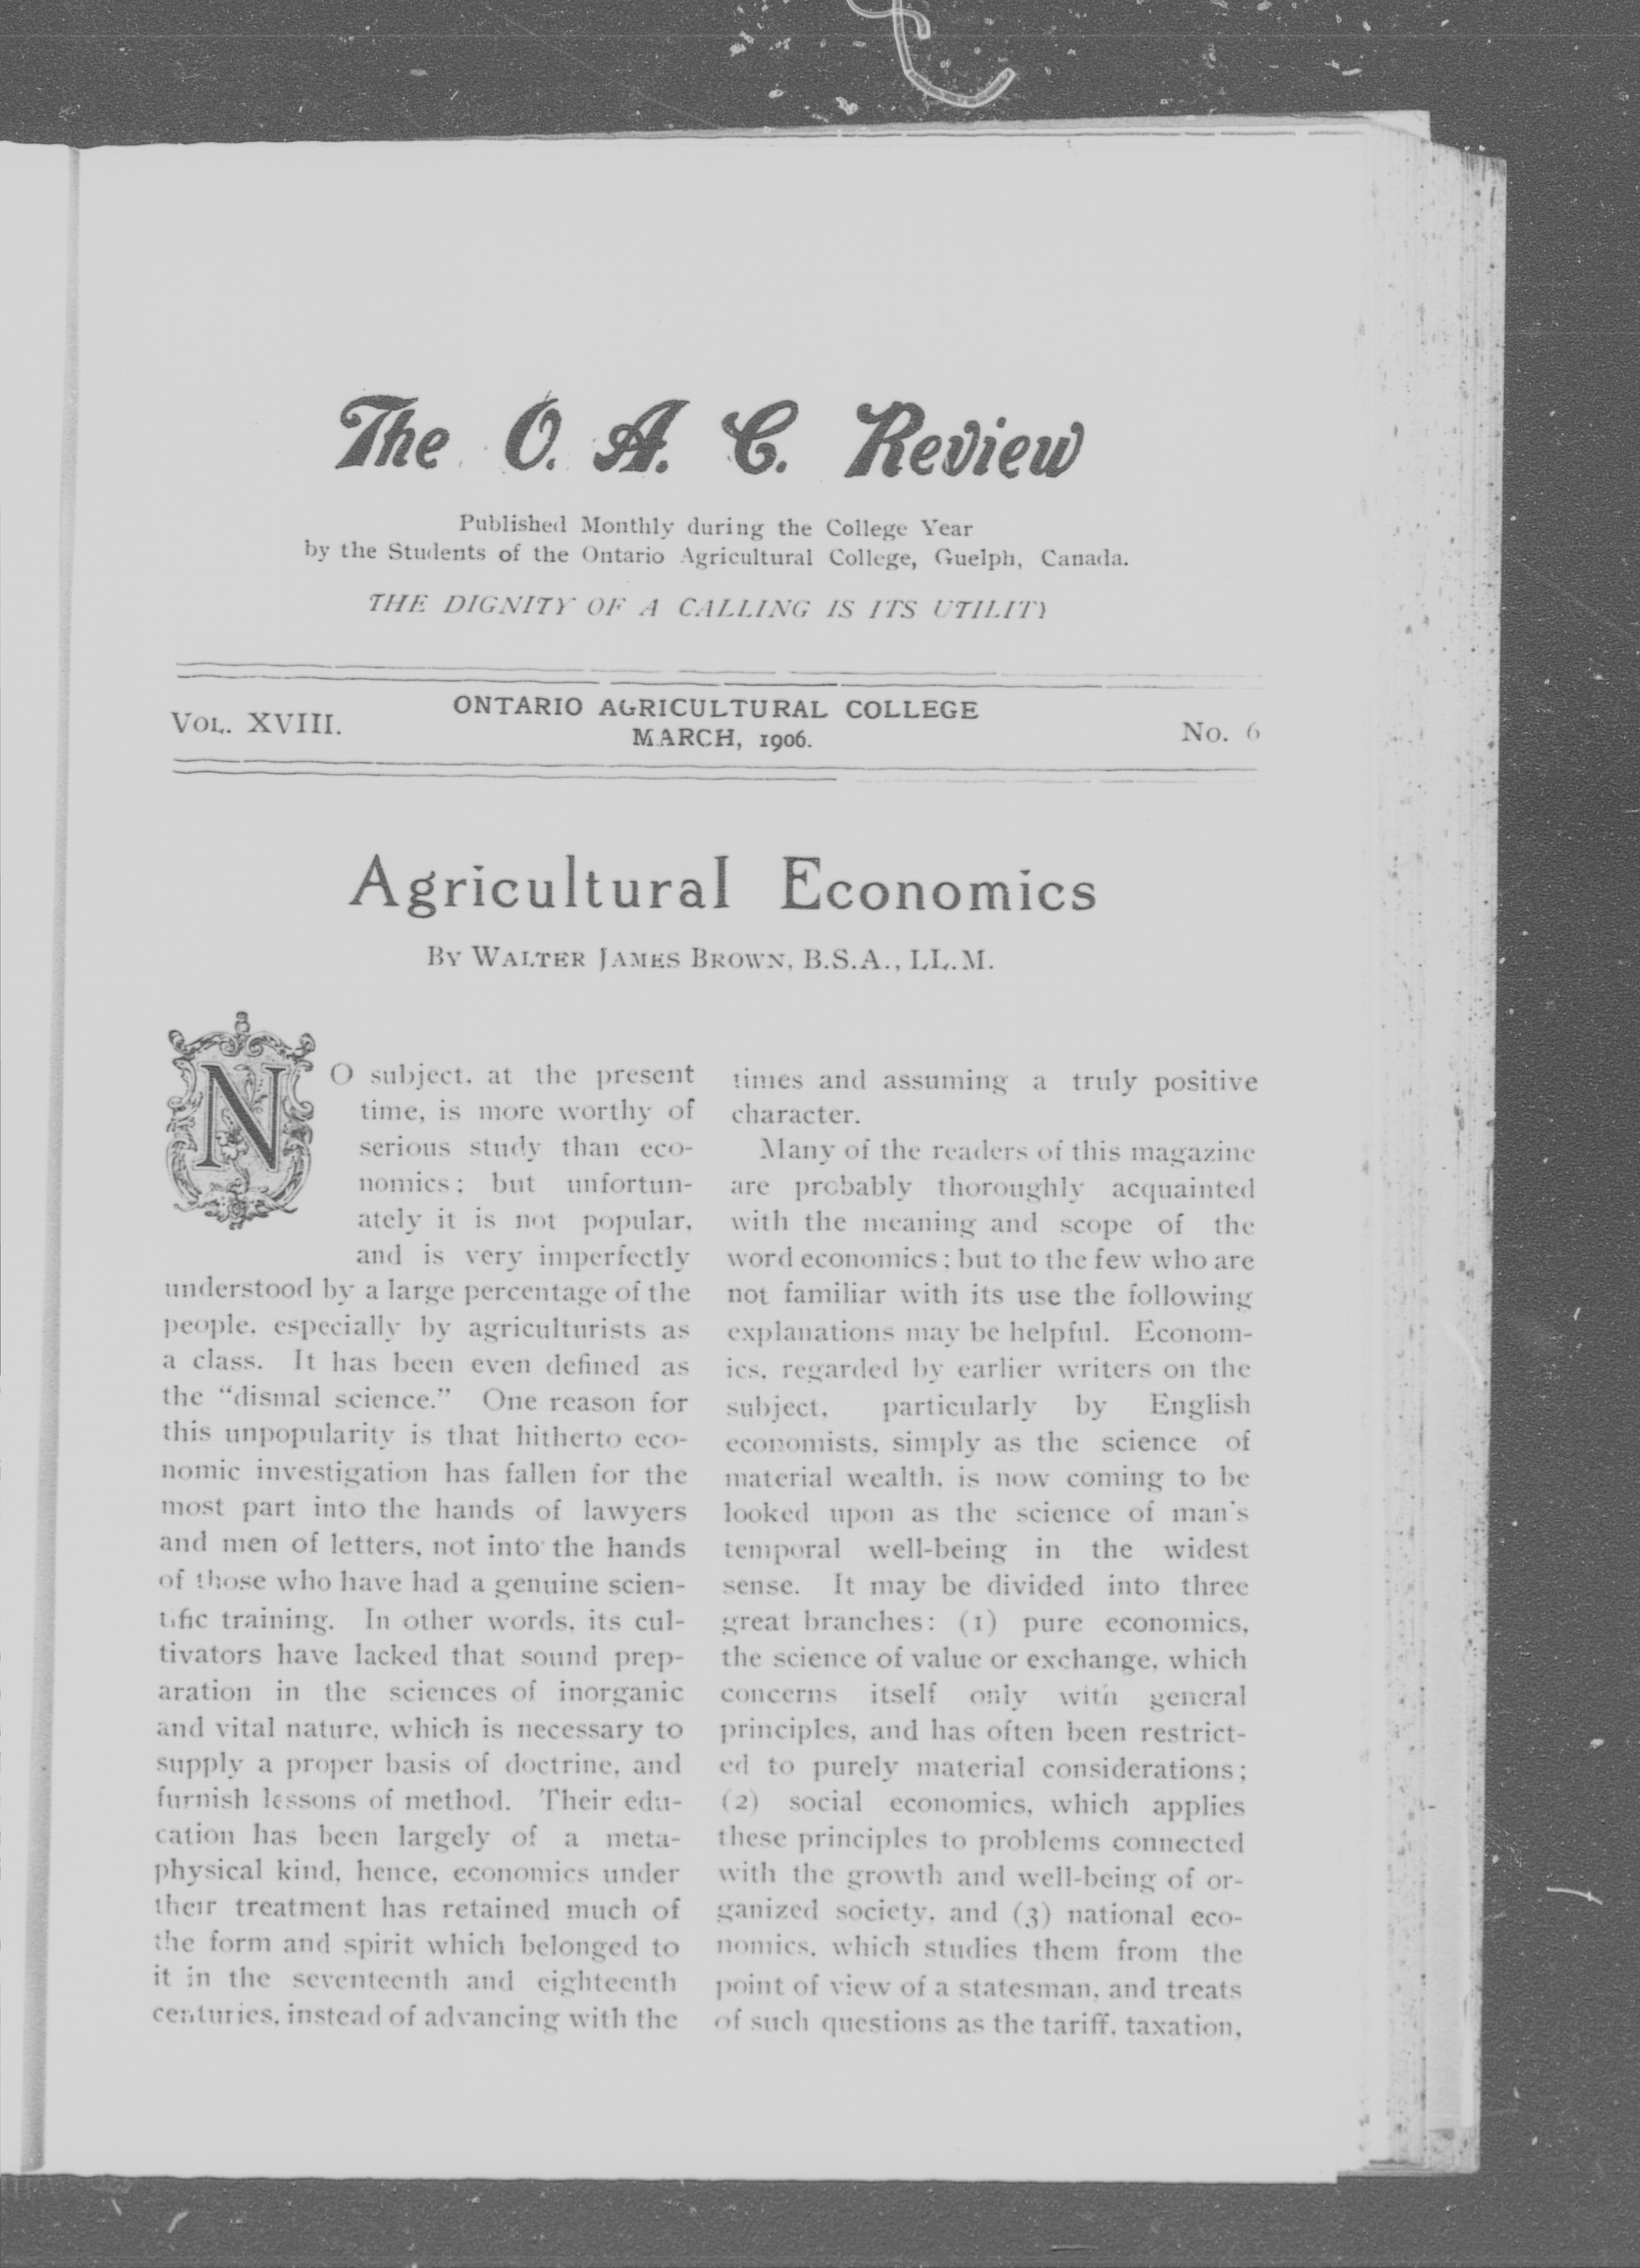 The O. A. C. Review
Published Monthly during the College Year
by the Students of the Ontario Agricultural College, Guelph, Canada.
THE DIGNITY OF A CALLING IS ITS UTILITY
VOL. XVIII.
ONTARIO AGRICULTURAL COLLEGE
MARCH, 1906.
No. 6
Agricultural Economics
By WALTER JAMES BROWN, B.S.A., LL.M.
NO subject, at the present
time, is more worthy of
serious study than eco-
nomics; but unfortun-
ately it is not popular,
and is very imperfectly
understood by a large percentage of the
people, especially by agriculturists as
a class. It has been even defined as
the "dismal science." One reason for
this unpopularity is that hitherto eco-
nomic investigation has fallen for the
most part into the hands of lawyers
and men of letters, not into the hands
of those who have had a genuine scien-
tific training. In other words, its cul-
tivators have lacked that sound prep-
aration in the sciences of inorganic
and vital nature, which is necessary to
supply a proper basis of doctrine, and
furnish lessons of method. Their edu-
cation has been largely of a meta-
physical kind, hence, economics under
their treatment has retained much of
the form and spirit which belonged to
it in the seventeenth and eighteenth
centuries, instead of advancing with the
times and assuming a truly positive
character.
Many of the readers of this magazine
are probably thoroughly acquainted
with the meaning and scope of the
word economics; but to the few who are
not familiar with its use the following
explanations may be helpful. Econom-
ics, regarded by earlier writers on the
subject, particularly by English
economists, simply as the science of
material wealth, is now coming to be
looked upon as the science of man's
temporal well-being in the widest
sense. It may be divided into three
great branches: (1) pure economics,
the science of value or exchange, which
concerns itself only with general
principles, and has often been restrict-
ed to purely material considerations;
(2) social economics, which applies
these principles to problems connected
with the growth and well-being of or-
ganized society, and (3) national eco-
nomics, which studies them from the
point of view of a statesman, and treats
of such questions as the tariff, taxation,